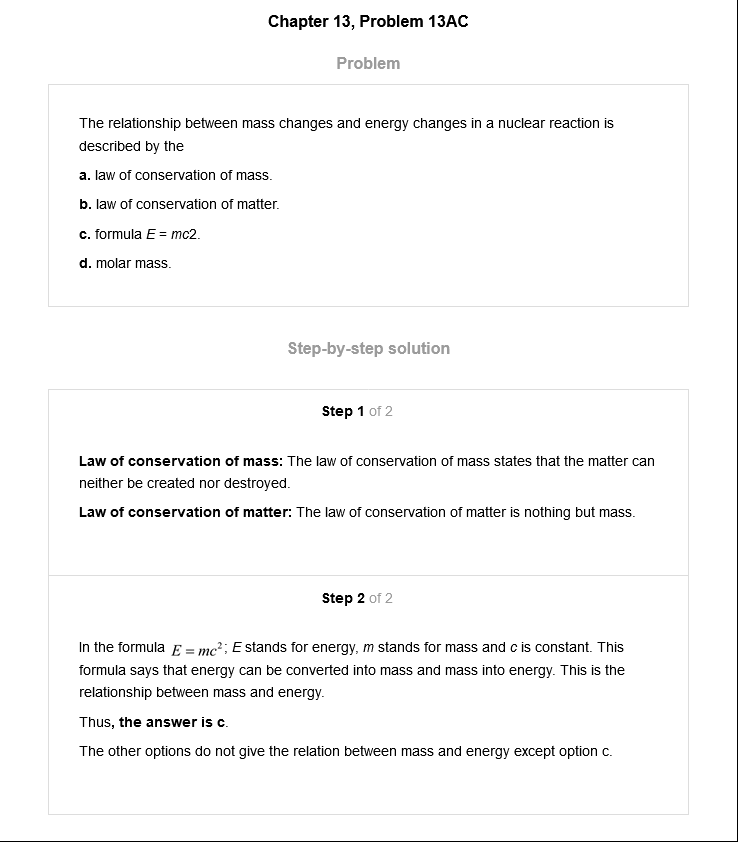 Chapter 13, Problem 13AC
Problem
The relationship between mass changes and energy changes in a nuclear reaction is
described by the
a. law of conservation of mass.
b. law of conservation of matter.
c. formula E = mc2.
d. molar mass.
Step-by-step solution
Step 1 of 2
Law of conservation of mass: The law of conservation of mass states that the matter can
neither be created nor destroyed.
Law of conservation of matter: The law of conservation of matter is nothing but mass.
Step 2 of 2
In the formula E = mc²; E stands for energy, m stands for mass and c is constant. This
formula says that energy can be converted into mass and mass into energy. This is the
relationship between mass and energy.
Thus, the answer is c.
The other options do not give the relation between mass and energy except option c.